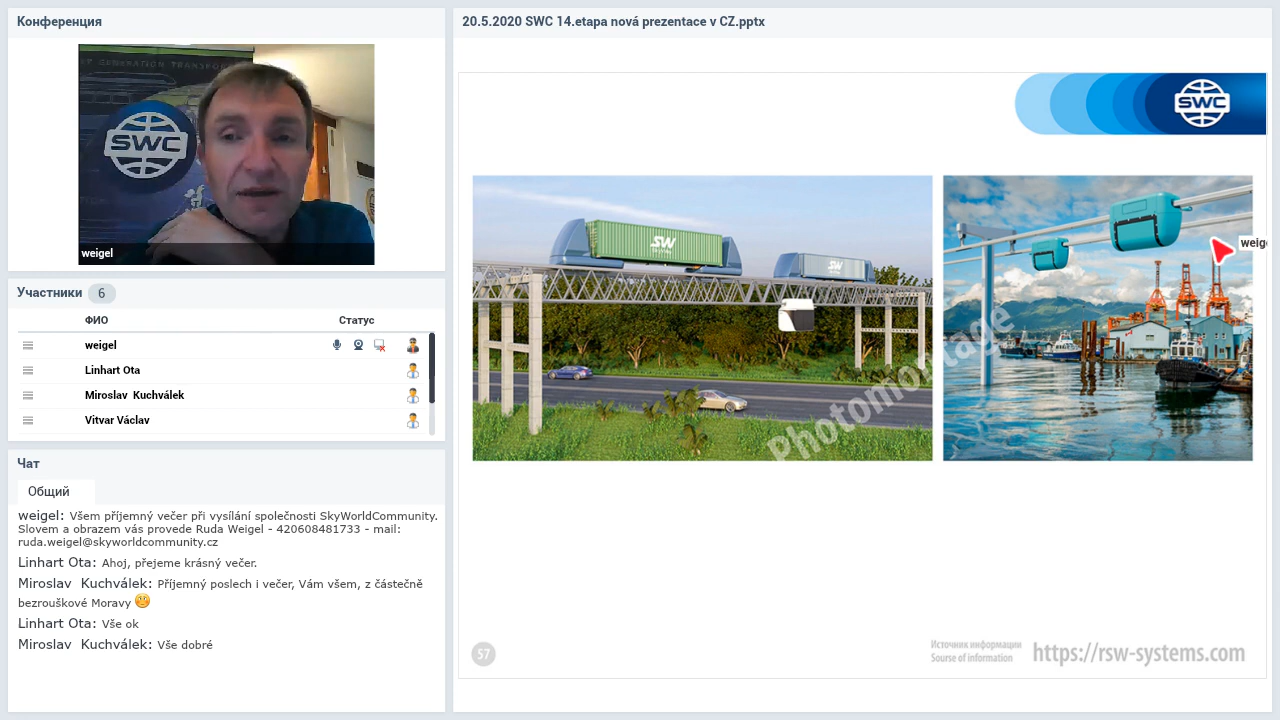 Конференция
SWC
weigel
Участники 6
ФИО Статус
weigel
Linhart Ota
Miroslav Kuchválek
Vitvar Václav
Чат
Общий
weigel: Všem příjemný večer při vysílání společnosti SkyWorldCommunity.
Slovem a obrazem vás provede Ruda Weigel - 420608481733 - mail:
ruda.weigel@skyworldcommunity.cz
Linhart Ota: Ahoj, přejeme krásný večer.
Miroslav Kuchválek: Příjemný poslech i večer, Vám všem, z částečně
bezrouškové Moravy
Linhart Ota: Vše ok
Miroslav Kuchválek: Vše dobré
20.5.2020 SWC 14.etapa nová prezentace v CZ.pptx
SWC
SW
Photomontage
57
Источник информации
Sourse of information
https://rsw-systems.com